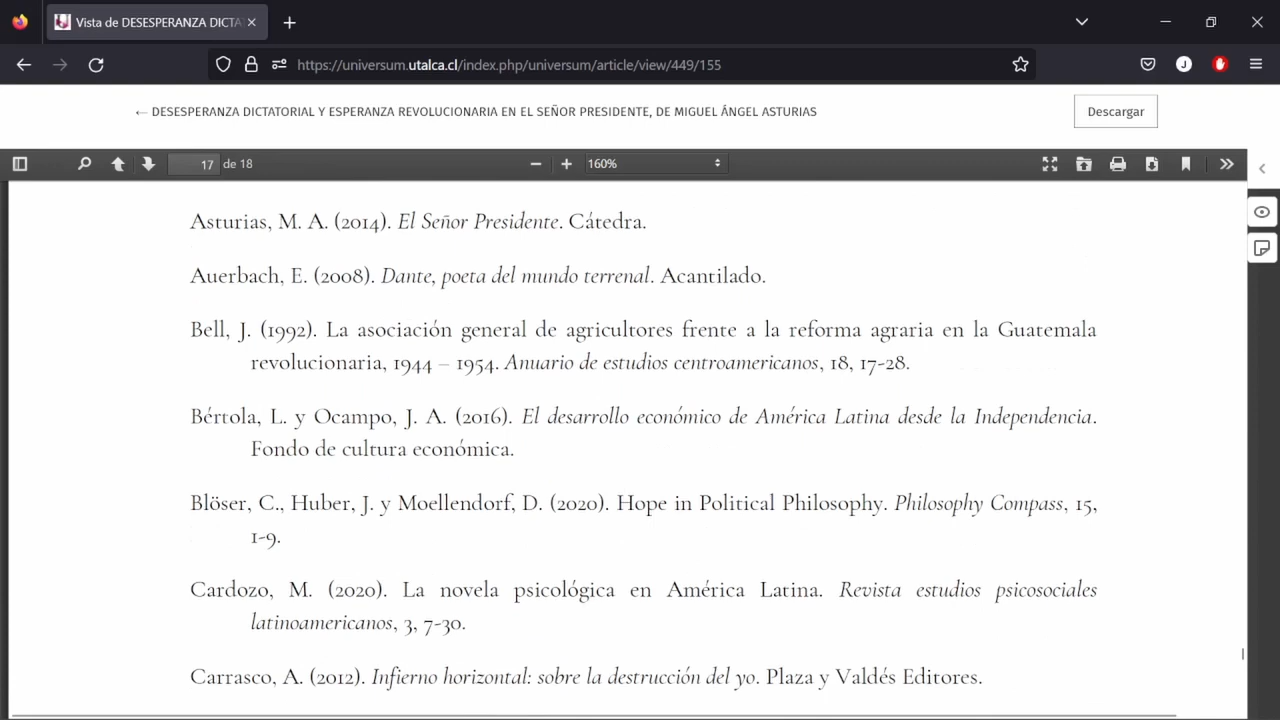 Vista de DESESPERANZA DICTA
https://universum.utalca.cl/index.php/universum/article/view/449/155
J
← DESESPERANZA DICTATORIAL Y ESPERANZA REVOLUCIONARIA EN EL SEÑOR PRESIDENTE, DE MIGUEL ÁNGEL ASTURIAS
Descargar
17 de 18
160%
Asturias, M. A. (2014). El Señor Presidente. Cátedra.
Auerbach, E. (2008). Dante, poeta del mundo terrenal. Acantilado.
Bell, J. (1992). La asociación general de agricultores frente a la reforma agraria en la Guatemala
revolucionaria, 1944 – 1954. Anuario de estudios centroamericanos, 18, 17-28.
Bértola, L. y Ocampo, J. A. (2016). El desarrollo económico de América Latina desde la Independencia.
Fondo de cultura económica.
Blöser, C., Huber, J. y Moellendorf, D. (2020). Hope in Political Philosophy. Philosophy Compass, 15,
1-9.
Cardozo, M. (2020). La novela psicológica en América Latina. Revista estudios psicosociales
latinoamericanos, 3, 7-30.
Carrasco, A. (2012). Infierno horizontal: sobre la destrucción del yo. Plaza y Valdés Editores.